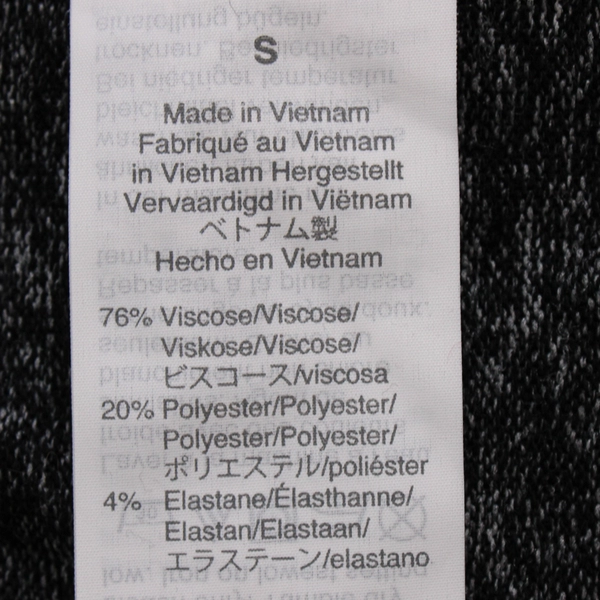 S
Made in Vietnam
Fabriqué au Vietnam
in Vietnam Hergestellt
Vervaardigd in Viëtnam
ベトナム製
Hecho en Vietnam
76% Viscose/Viscose/
Viskose/Viscose/
ビスコース/viscosa
20% Polyester/Polyester/
Polyester/Polyester/
ポリエステル/poliéster
4% Elastane/Élasthanne/
Elastan/Elastaan/
エラステーン/elastano